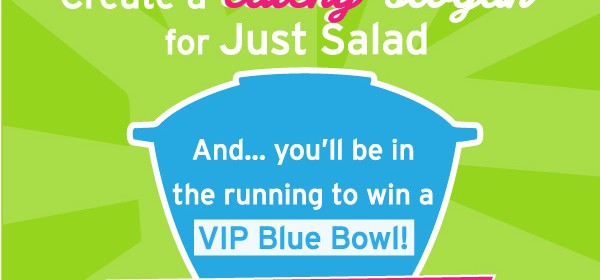 Create a catchy slogan
for Just Salad
And... you'll be in
the running to win a
VIP Blue Bowl!